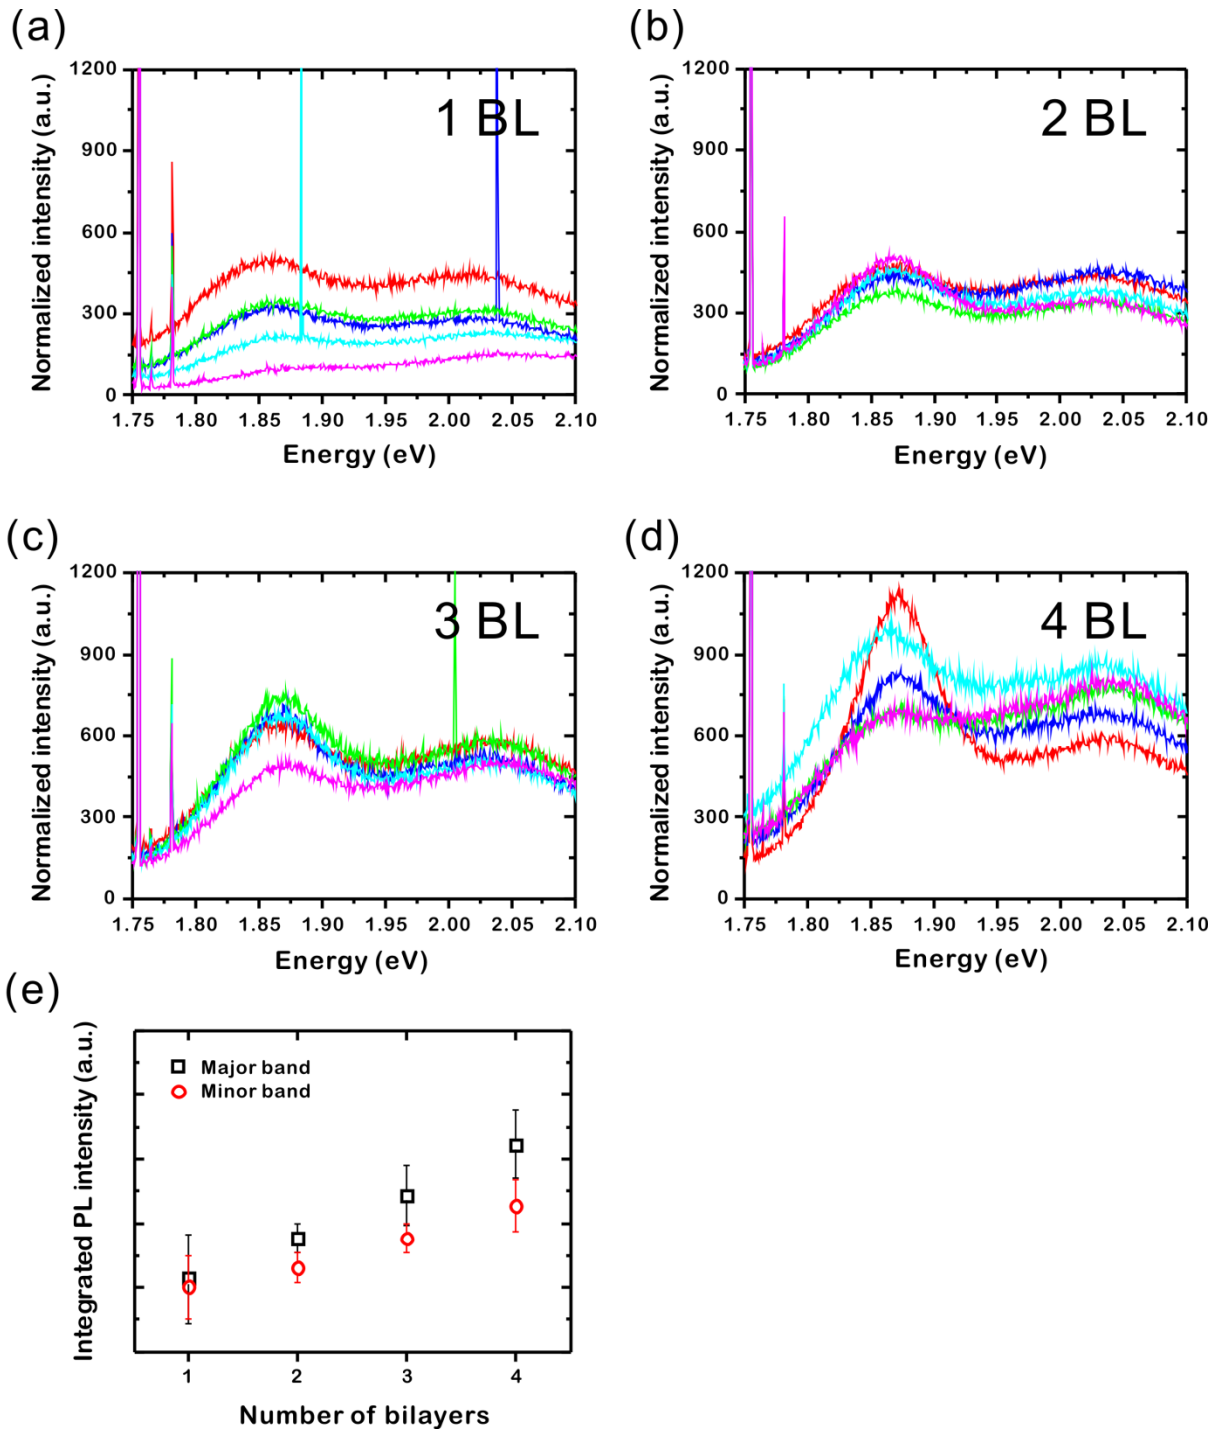 (a)
(b)
1200
900
600
300
0
Normalized intensity (a.u.)
1 BL
1.75 1.80 1.85 1.90 1.95 2.00 2.05 2.10
Energy (eV)
1200
900
600
300
0
Normalized intensity (a.u.)
2 BL
1.75 1.80 1.85 1.90 1.95 2.00 2.05 2.10
Energy (eV)
(c)
(d)
1200
900
600
300
0
Normalized intensity (a.u.)
3 BL
1.75 1.80 1.85 1.90 1.95 2.00 2.05 2.10
Energy (eV)
1200
900
600
300
0
Normalized intensity (a.u.)
4 BL
1.75 1.80 1.85 1.90 1.95 2.00 2.05 2.10
Energy (eV)
(e)
Integrated PL intensity (a.u.)
Major band
Minor band
1 2 3 4
Number of bilayers